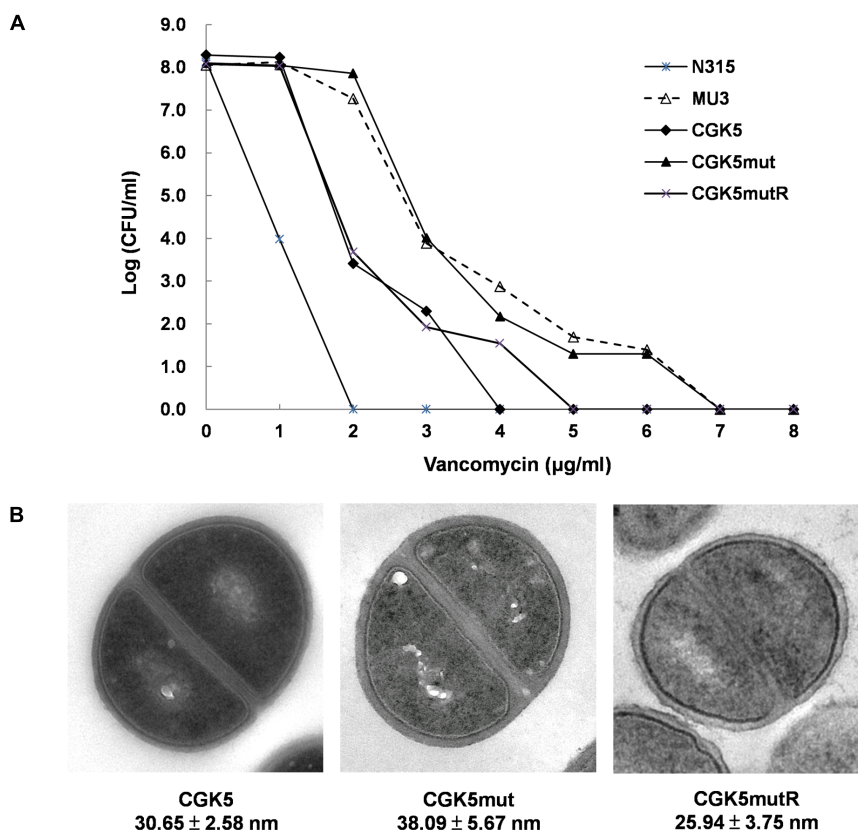 A
9.0
8.0
7.0
6.0
5.0
4.0
3.0
2.0
1.0
0.0
Log (CFU/ml)
0 1 2 3 4 5 6 7 8
Vancomycin (µg/ml)
N315
MU3
CGK5
CGK5mut
CGK5mutR
B
CGK5
30.65 ± 2.58 nm
CGK5mut
38.09 ± 5.67 nm
CGK5mutR
25.94 ± 3.75 nm